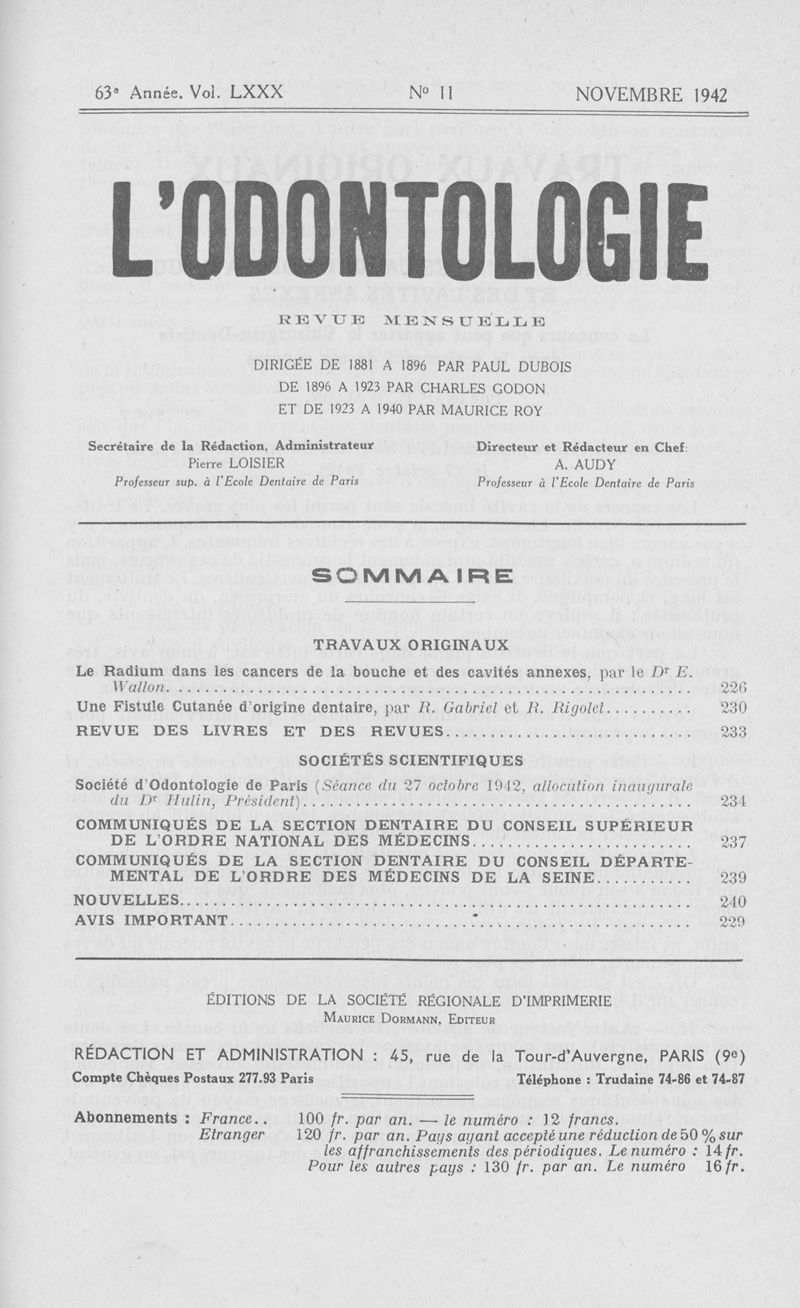 63e Année. Vol. LXXX No 11 NOVEMBRE 1942
L'ODONTOLOGIE
REVUE MENSUELLE
DIRIGÉE DE 1881 A 1896 PAR PAUL DUBOIS
DE 1896 A 1923 PAR CHARLES GODON
ET DE 1923 A 1940 PAR MAURICE ROY
Secrétaire de la Rédaction, Administrateur
Pierre LOISIER
Professeur sup. à l'Ecole Dentaire de Paris
Directeur et Rédacteur en Chef:
A. AUDY
Professeur à l'Ecole Dentaire de Paris
SOMMAIRE
TRAVAUX ORIGINAUX
Le Radium dans les cancers de la bouche et des cavités annexes, par le Dr E.
Wallon. 226
Une Fistule Cutanée d'origine dentaire, par R. Gabriel et R. Rigolet. 230
REVUE DES LIVRES ET DES REVUES. 233
SOCIÉTÉS SCIENTIFIQUES
Société d'Odontologie de Paris (Séance du 27 octobre 1942, allocution inaugurale
du Dr Hulin, Président). 234
COMMUNIQUÉS DE LA SECTION DENTAIRE DU CONSEIL SUPÉRIEUR
DE L'ORDRE NATIONAL DES MÉDECINS. 237
COMMUNIQUÉS DE LA SECTION DENTAIRE DU CONSEIL DÉPARTE-
MENTAL DE L'ORDRE DES MÉDECINS DE LA SEINE. 239
NOUVELLES. 240
AVIS IMPORTANT. 229
ÉDITIONS DE LA SOCIÉTÉ RÉGIONALE D'IMPRIMERIE
MAURICE DORMANN, EDITEUR
RÉDACTION ET ADMINISTRATION : 45, rue de la Tour-d'Auvergne, PARIS (9e)
Compte Chèques Postaux 277.93 Paris Téléphone : Trudaine 74-86 et 74-87
Abonnements : France.. 100 fr. par an. — le numéro : 12 francs.
Etranger 120 fr. par an. Pays ayant accepté une réduction de 50 % sur
les affranchissements des périodiques. Le numéro : 14 fr.
Pour les autres pays : 130 fr. par an. Le numéro 16 fr.